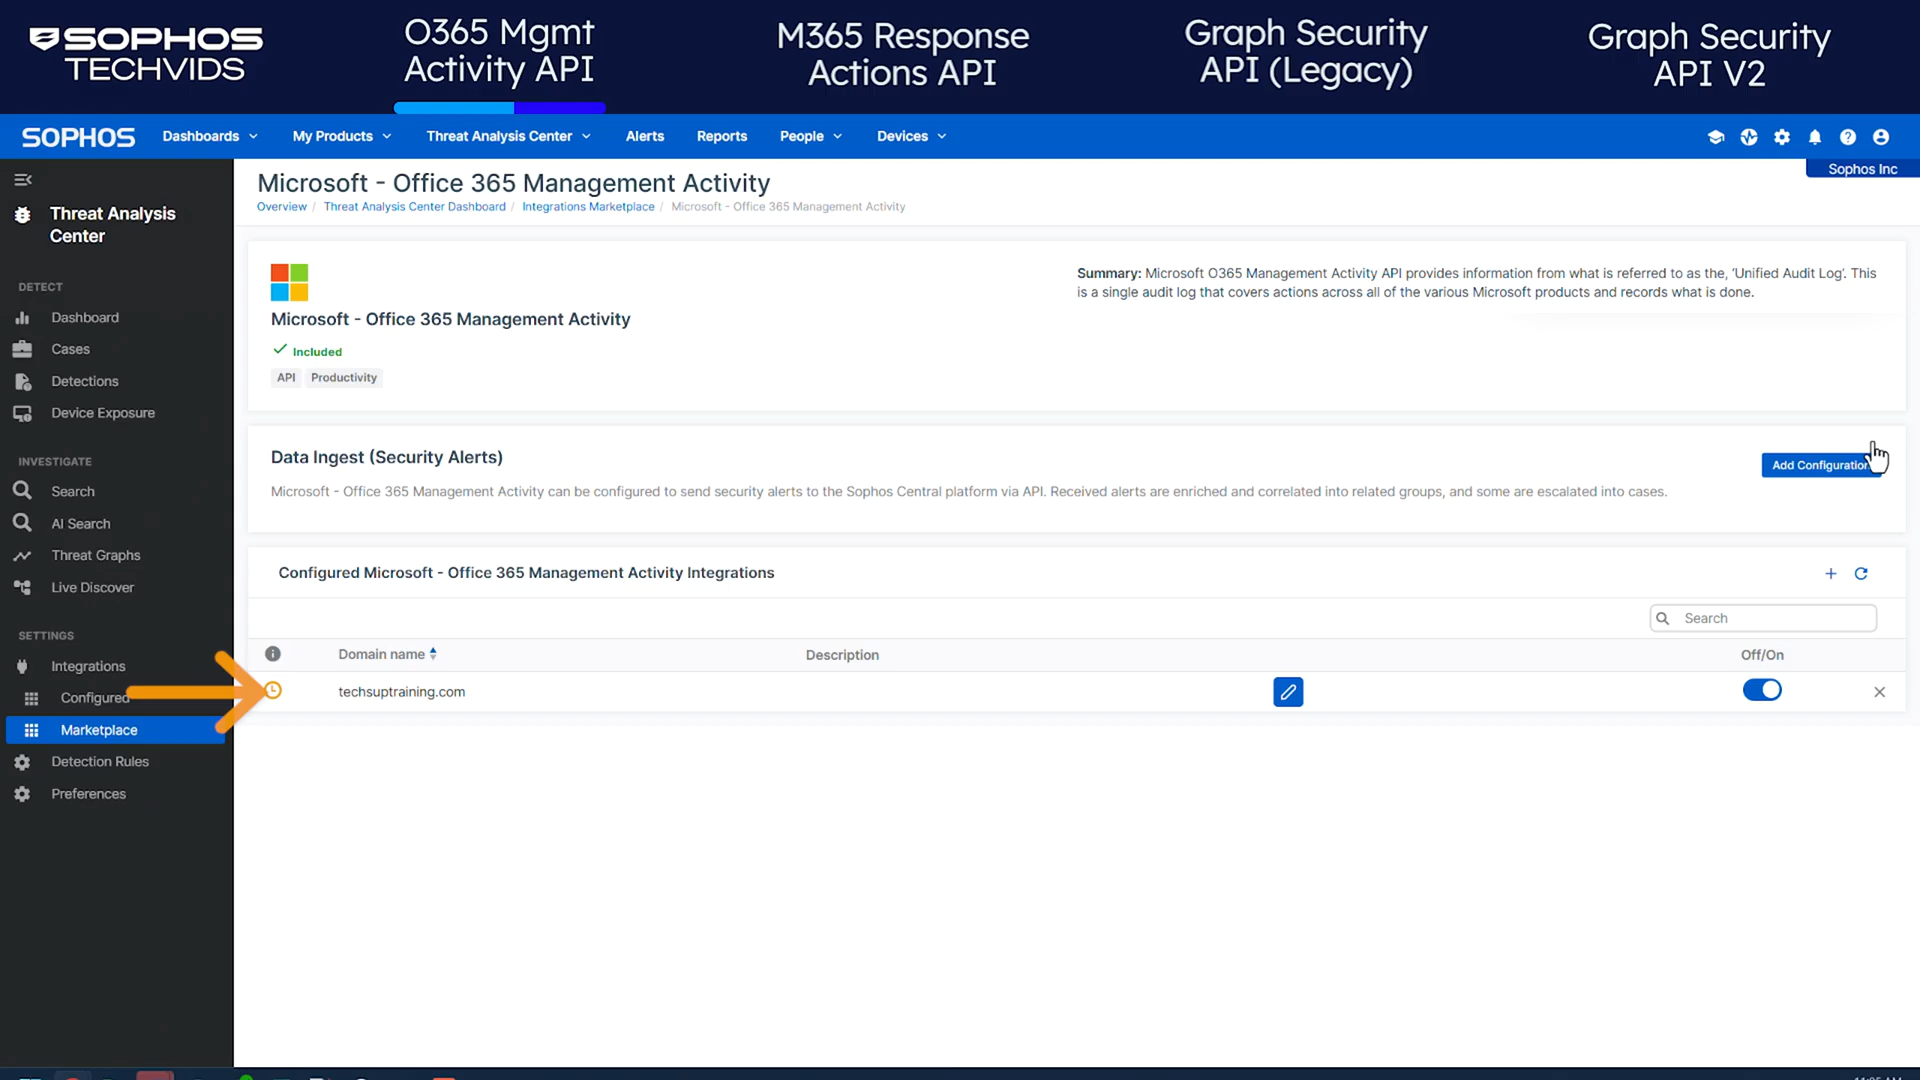 SOPHOS
TECHVIDS
O365 Mgmt
Activity API
M365 Response
Actions API
Graph Security
API (Legacy)
Graph Security
API V2
SOPHOS
Dashboards
My Products
Threat Analysis Center
Alerts
Reports
People
Devices
Sophos Inc
Threat Analysis
Center
DETECT
Dashboard
Cases
Detections
Device Exposure
INVESTIGATE
Search
AI Search
Threat Graphs
Live Discover
SETTINGS
Integrations
Configured
Marketplace
Detection Rules
Preferences
Microsoft - Office 365 Management Activity
Overview / Threat Analysis Center Dashboard / Integrations Marketplace / Microsoft - Office 365 Management Activity
Microsoft - Office 365 Management Activity
Included
API Productivity
Summary: Microsoft O365 Management Activity API provides information from what is referred to as the, 'Unified Audit Log'. This
is a single audit log that covers actions across all of the various Microsoft products and records what is done.
Data Ingest (Security Alerts)
Add Configuration
Microsoft - Office 365 Management Activity can be configured to send security alerts to the Sophos Central platform via API. Received alerts are enriched and correlated into related groups, and some are escalated into cases.
Configured Microsoft - Office 365 Management Activity Integrations
Search
Domain name
Description
Off/On
techsuptraining.com